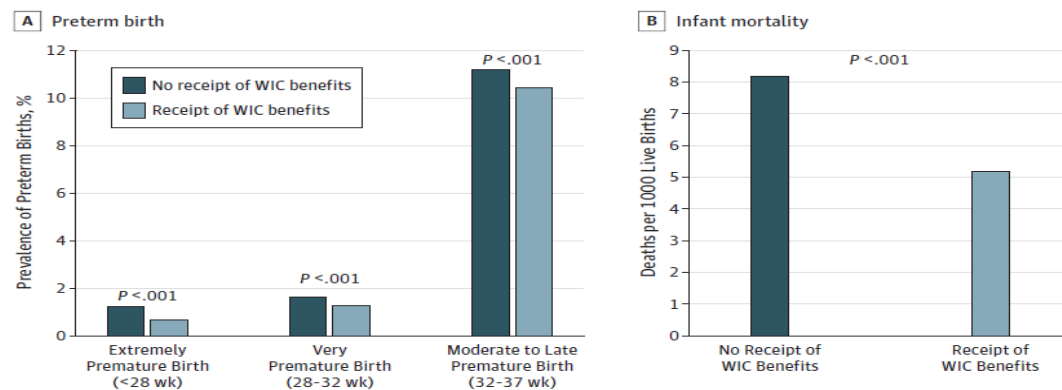 A Preterm birth
Prevalence of Preterm Births, %
12
10
8
6
4
2
0
No receipt of WIC benefits
Receipt of WIC benefits
P <.001
P <.001
P <.001
Extremely
Premature Birth
(<28 wk)
Very
Premature Birth
(28-32 wk)
Moderate to Late
Premature Birth
(32-37 wk)
B Infant mortality
Deaths per 1000 Live Births
9
8
7
6
5
4
3
2
1
0
P <.001
No Receipt of
WIC Benefits
Receipt of
WIC Benefits